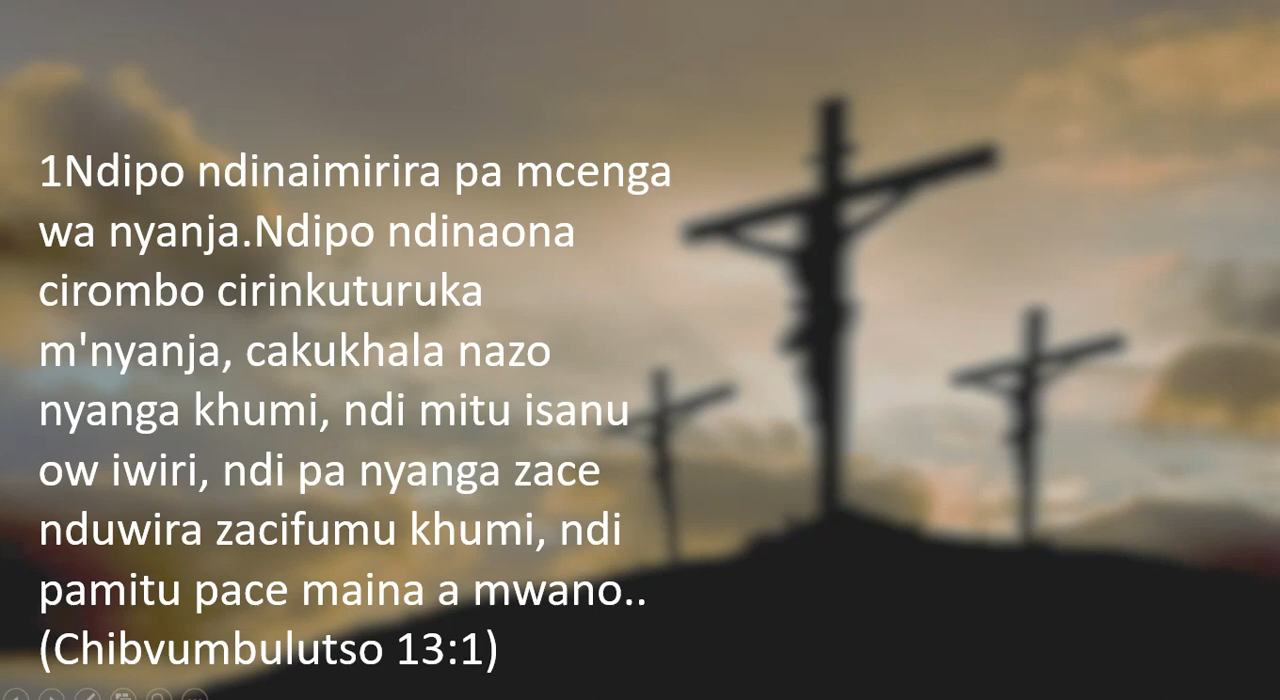 1Ndipo ndinaimirira pa mcenga
wa nyanja.Ndipo ndinaona
cirombo cirinkuturuka
m'nyanja, cakukhala nazo
nyanga khumi, ndi mitu isanu
ow iwiri, ndi pa nyanga zace
nduwira zacifumu khumi, ndi
pamitu pace maina a mwano..
(Chibvumbulutso 13:1)